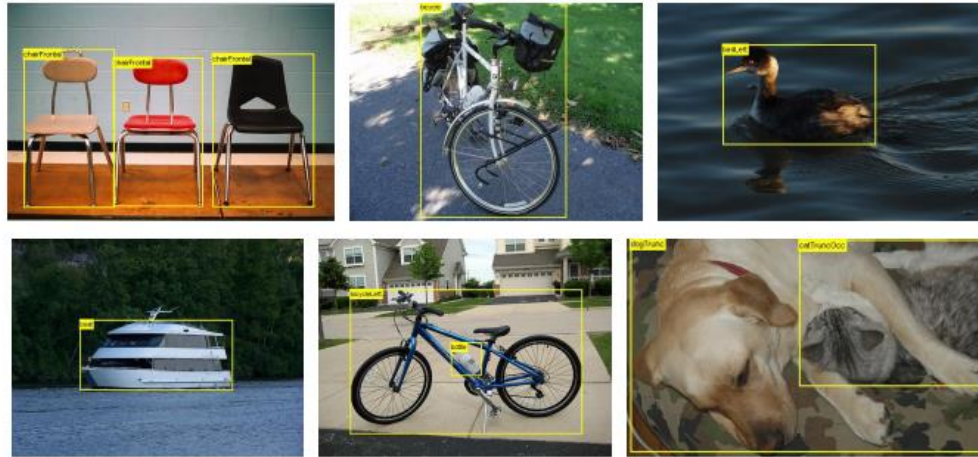 chairFrontal
chairFrontal
chairFrontal
bicycle
birdLeft
boat
bicycleLeft
bottle
dogTrunc
catTruncOcc